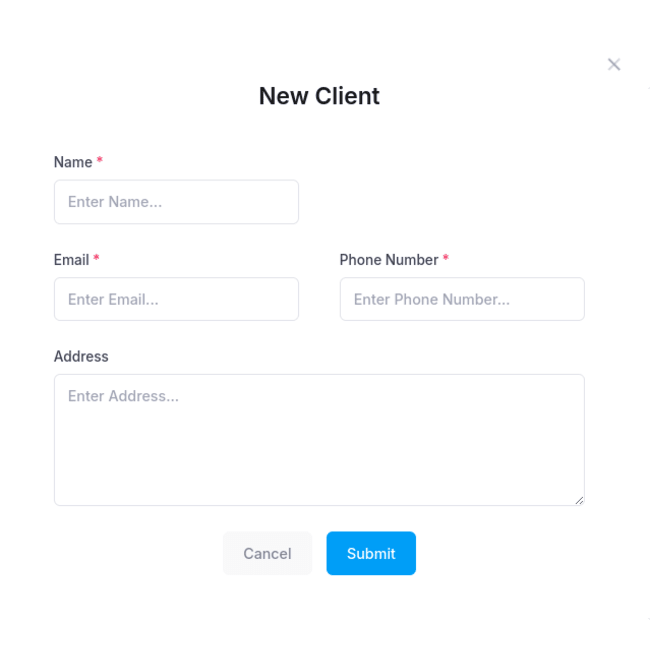 New Client
Name *
Enter Name...
Email *
Phone Number *
Enter Email...
Enter Phone Number...
Address
Enter Address...
Cancel
Submit